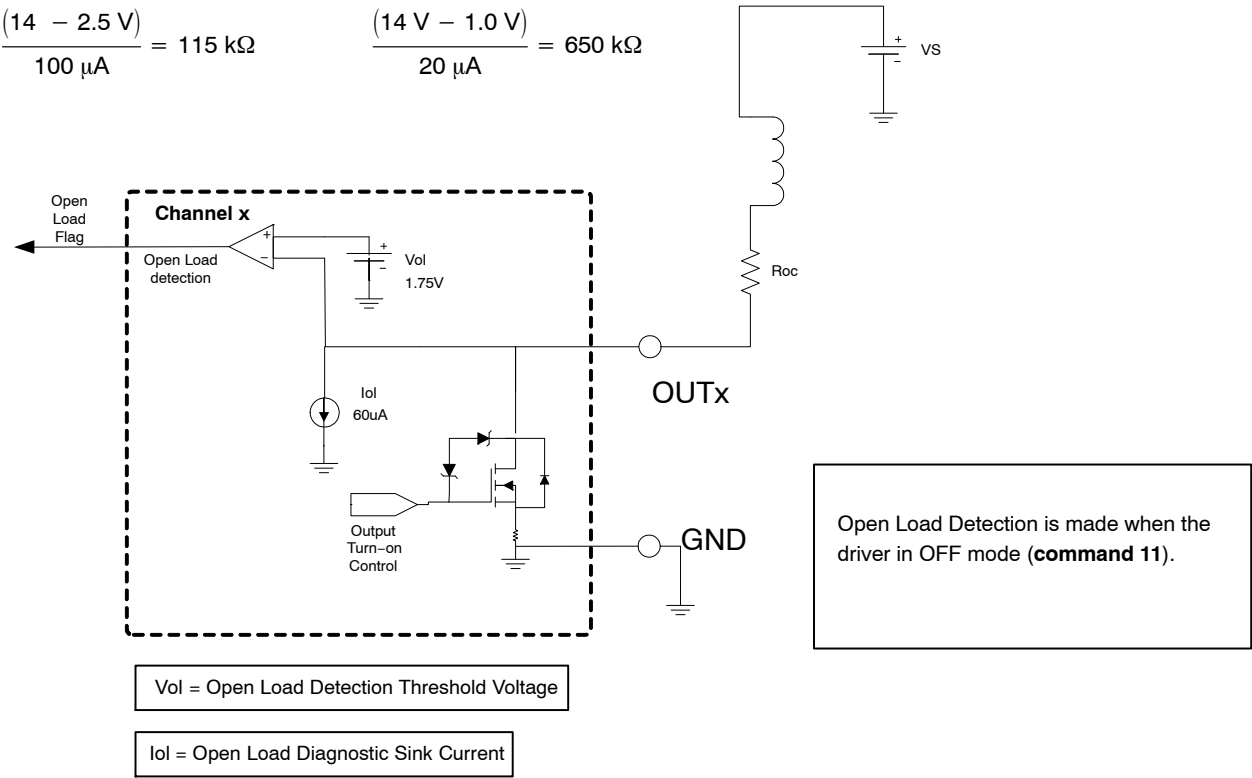 (14 − 2.5 V)
100 μA
= 115 kΩ
(14 V − 1.0 V)
20 μA
= 650 kΩ
+
−
VS
Open
Load
Flag
Channel x
+
−
Open Load
detection
+
−
Vol
1.75V
Roc
OUTx
Iol
60uA
Output
Turn−on
Control
GND
Open Load Detection is made when the
driver in OFF mode (command 11).
Vol = Open Load Detection Threshold Voltage
Iol = Open Load Diagnostic Sink Current